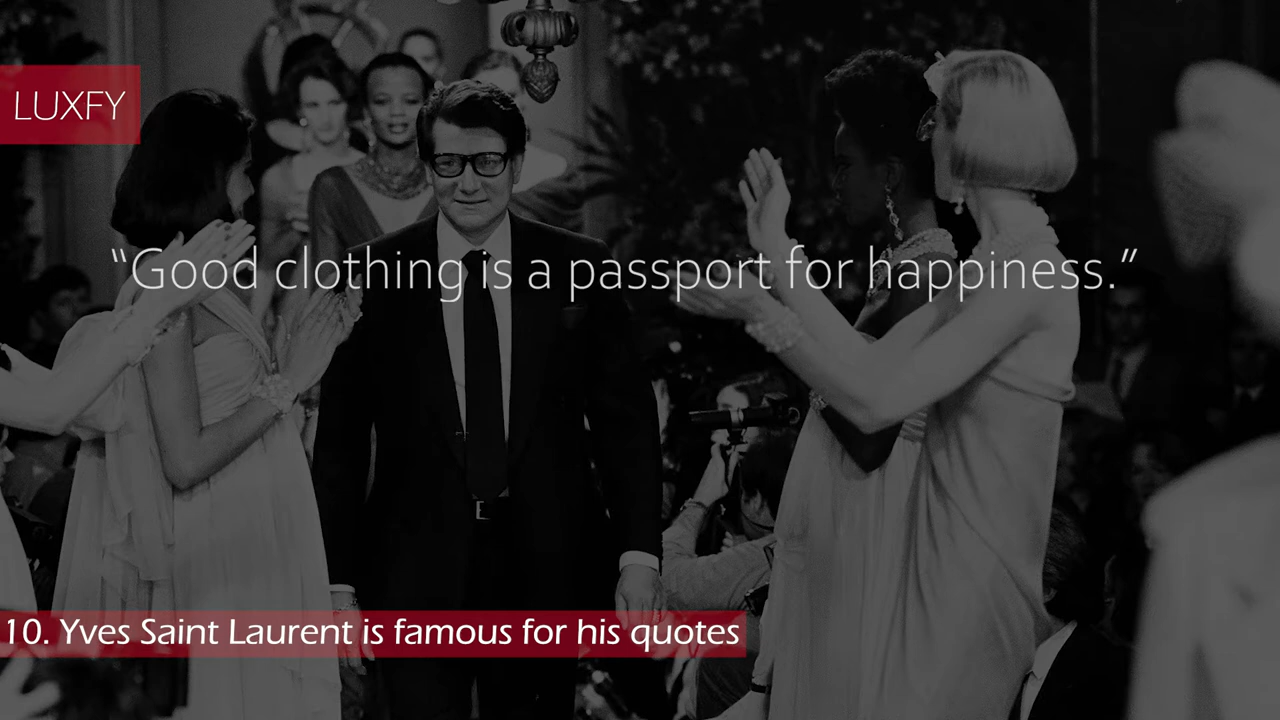 LUXFY
“Good clothing is a passport for happiness.”
10. Yves Saint Laurent is famous for his quotes